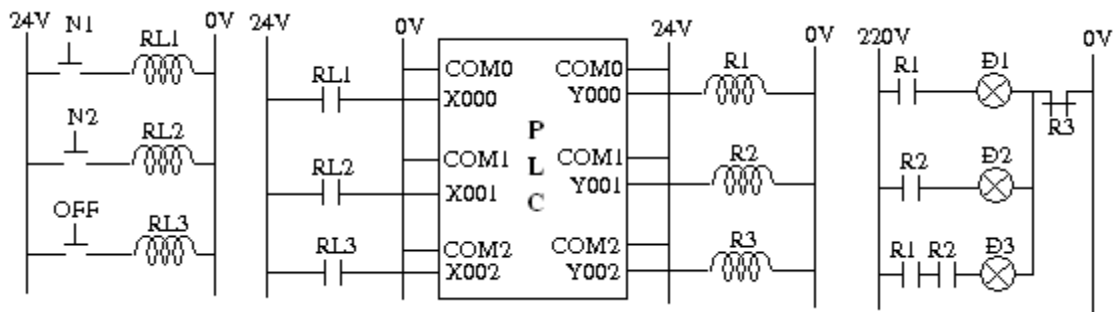 24V N1 0V
RL1
N2 RL2
OFF
RL3
24V 0V
RL1
RL2
RL3
COM0
X000
COM1
X001
COM2
X002
P
L
C
COM0
Y000
COM1
Y001
COM2
Y002
24V 0V
R1
R2
R3
220V 0V
R1 Đ1
R3
R2 Đ2
R1 R2 Đ3